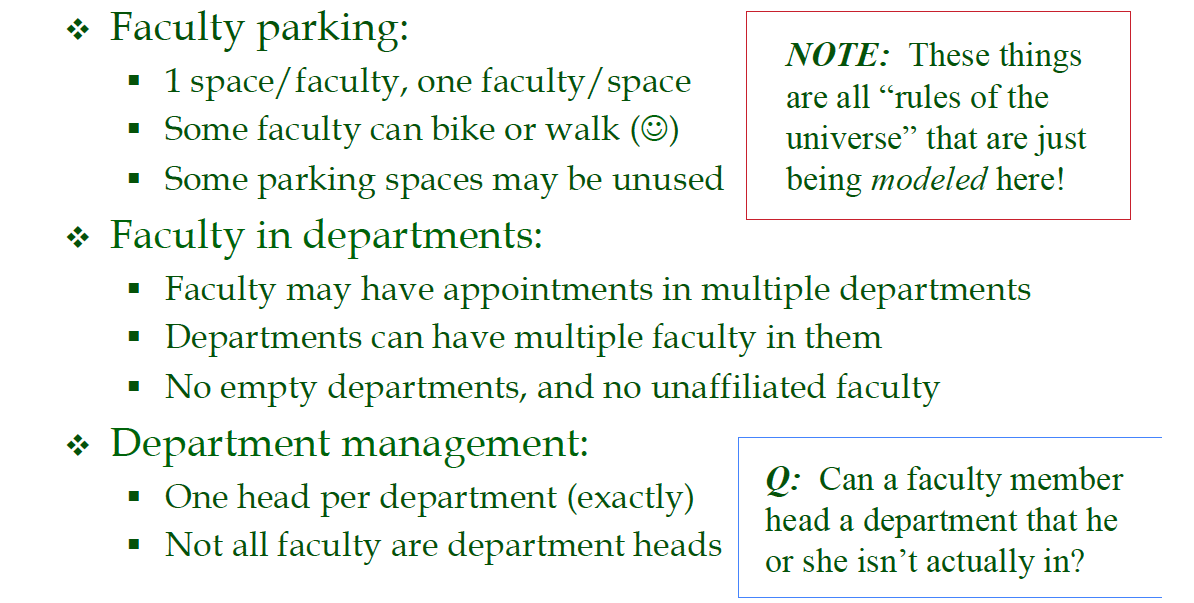 ❖ Faculty parking:
▪ 1 space/faculty, one faculty/space
▪ Some faculty can bike or walk (☺)
▪ Some parking spaces may be unused
NOTE: These things
are all “rules of the
universe” that are just
being modeled here!
❖ Faculty in departments:
▪ Faculty may have appointments in multiple departments
▪ Departments can have multiple faculty in them
▪ No empty departments, and no unaffiliated faculty
❖ Department management:
▪ One head per department (exactly)
▪ Not all faculty are department heads
Q: Can a faculty member
head a department that he
or she isn’t actually in?